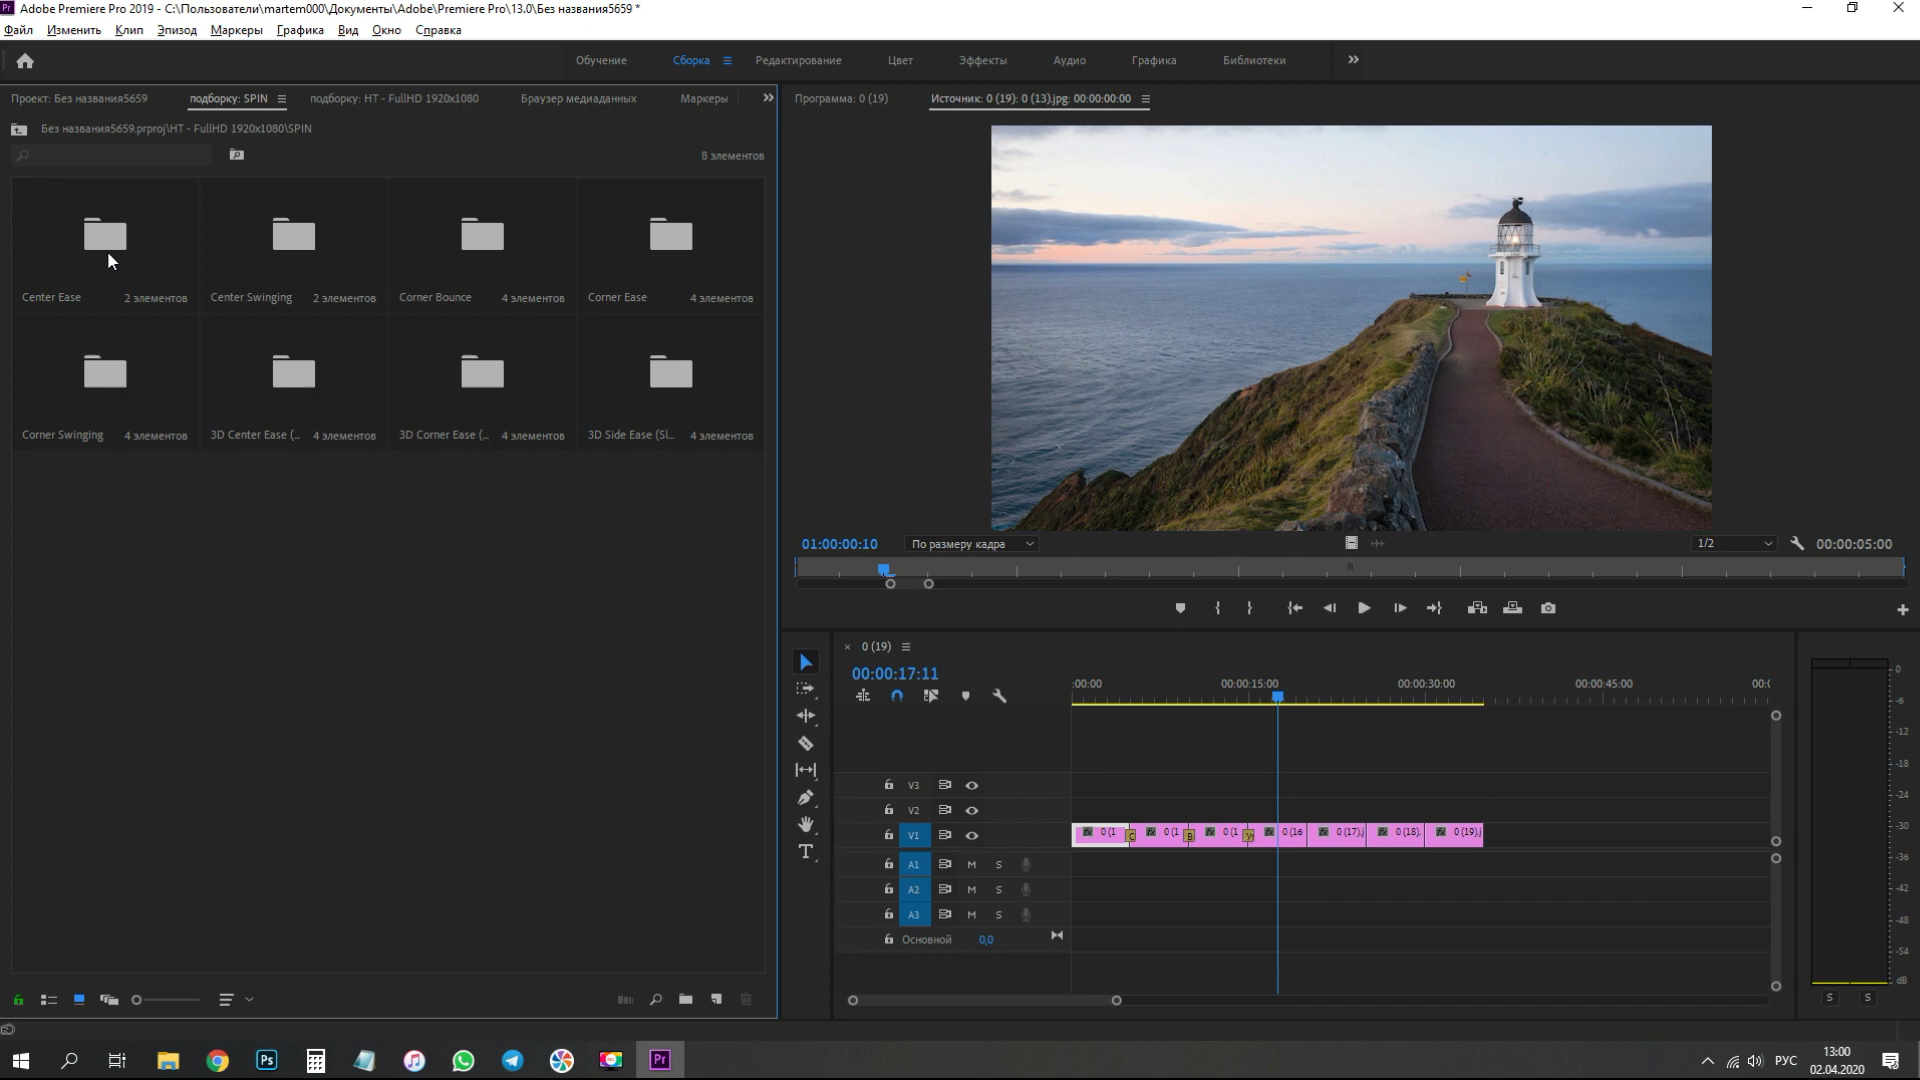 Adobe Premiere Pro 2019 - C:\Пользователи\martem000\Документы\Adobe\Premiere Pro\13.0\Без названия5659 *
Файл Изменить Клип Эпизод Маркеры Графика Вид Окно Справка
Обучение Сборка Редактирование Цвет Эффекты Аудио Графика Библиотеки
Проект: Без названия5659 подборку: SPIN подборку: HT - FullHD 1920x1080 Браузер медиаданных Маркеры
Программа: 0 (19) Источник: 0 (19): 0 (13).jpg: 00:00:00:00
Без названия5659.prproj\HT - FullHD 1920x1080\SPIN
8 элементов
Center Ease 2 элементов Center Swinging 2 элементов Corner Bounce 4 элементов Corner Ease 4 элементов
Corner Swinging 4 элементов 3D Center Ease (... 4 элементов 3D Corner Ease (... 4 элементов 3D Side Ease (Sl... 4 элементов
01:00:00:10 По размеру кадра 1/2 00:00:05:00
0 (19)
00:00:17:11
:00:00 00:00:15:00 00:00:30:00 00:00:45:00 00:0
V3
V2
V1 0 (1 0 (1 0 (1 0 (16 0 (17).j 0 (18). 0 (19).j
A1 M S
A2 M S
A3 M S
Основной 0,0
0
-6
-12
-18
-24
-30
-36
-42
-48
-54
dB
S S
Ps Pr
РУС 13:00
02.04.2020